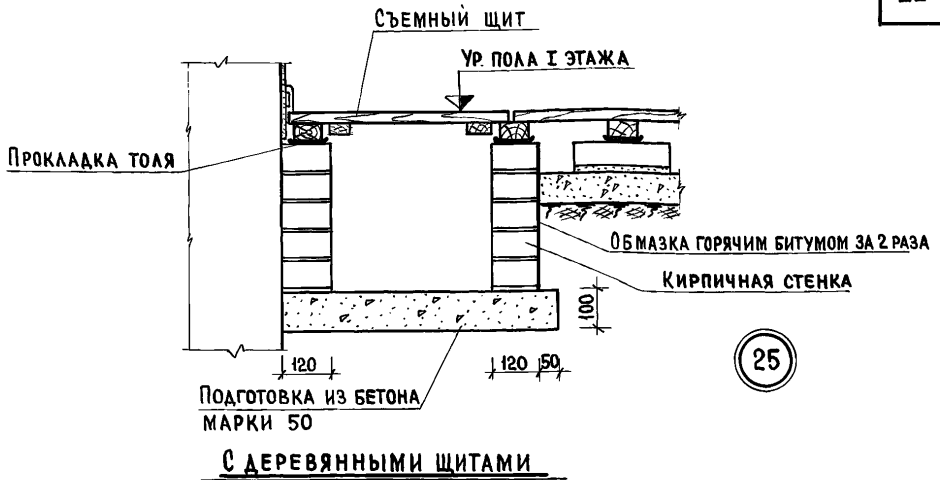 СЪЕМНЫЙ ЩИТ
УР. ПОЛА I ЭТАЖА
ПРОКЛАДКА ТОЛЯ
ОБМАЗКА ГОРЯЧИМ БИТУМОМ ЗА 2 РАЗА
КИРПИЧНАЯ СТЕНКА
100
120
120
50
25
ПОДГОТОВКА ИЗ БЕТОНА
МАРКИ 50
С ДЕРЕВЯННЫМИ ЩИТАМИ